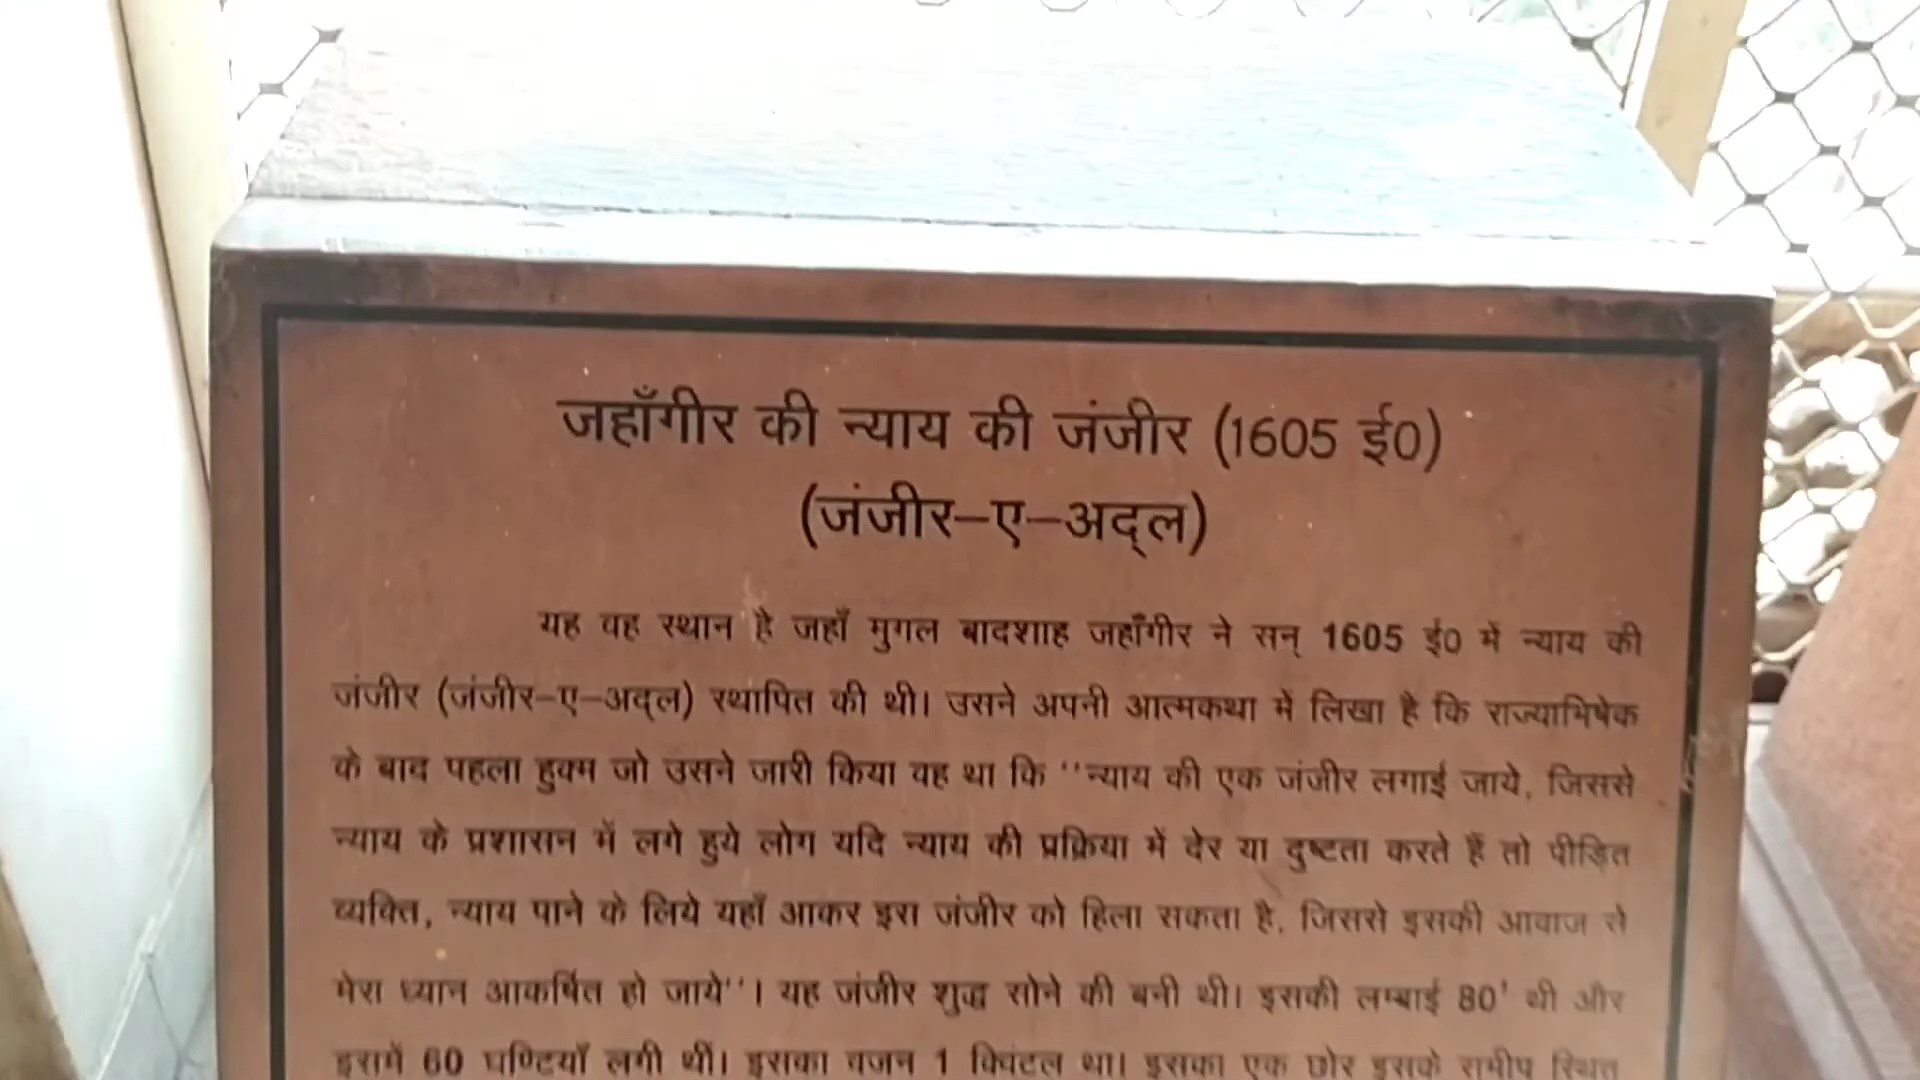 जहाँगीर की न्याय की जंजीर (1605 ई0)
(जंजीर–ए–अद्ल)
यह वह स्थान है जहाँ मुगल बादशाह जहाँगीर ने सन् 1605 ई0 में न्याय की
जंजीर (जंजीर–ए–अद्ल) स्थापित की थी। उसने अपनी आत्मकथा में लिखा है कि राज्याभिषेक
के बाद पहला हुक्म जो उसने जारी किया वह था कि ''न्याय की एक जंजीर लगाई जाये, जिससे
न्याय के प्रशासन में लगे हुये लोग यदि न्याय की प्रक्रिया में देर या दुष्टता करते हैं तो पीड़ित
व्यक्ति, न्याय पाने के लिये यहाँ आकर इस जंजीर को हिला सकता है, जिससे इसकी आवाज से
मेरा ध्यान आकर्षित हो जाये''। यह जंजीर शुद्ध सोने की बनी थी। इसकी लम्बाई 80' थी और
इसमें 60 घण्टियाँ लगी थीं। इसका वजन 1 क्विंटल था। इसका एक छोर इसके समीप स्थित